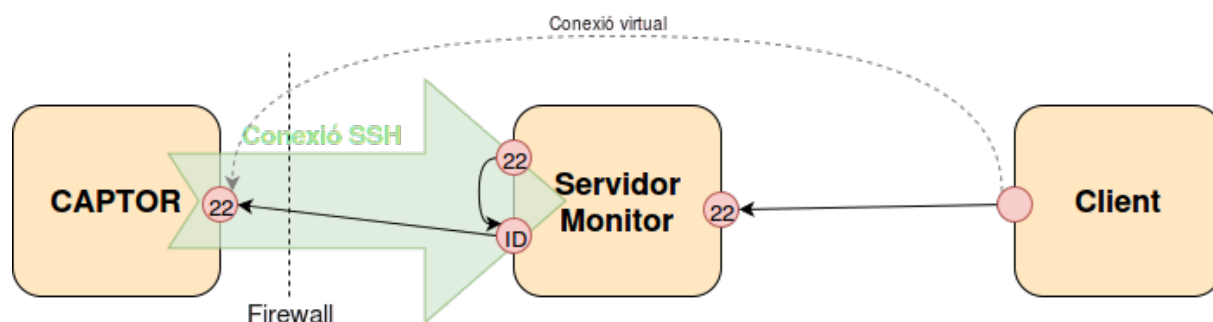 Conexió virtual
Conexió SSH
CAPTOR
22
22
ID
Servidor
Monitor
22
Client
Firewall